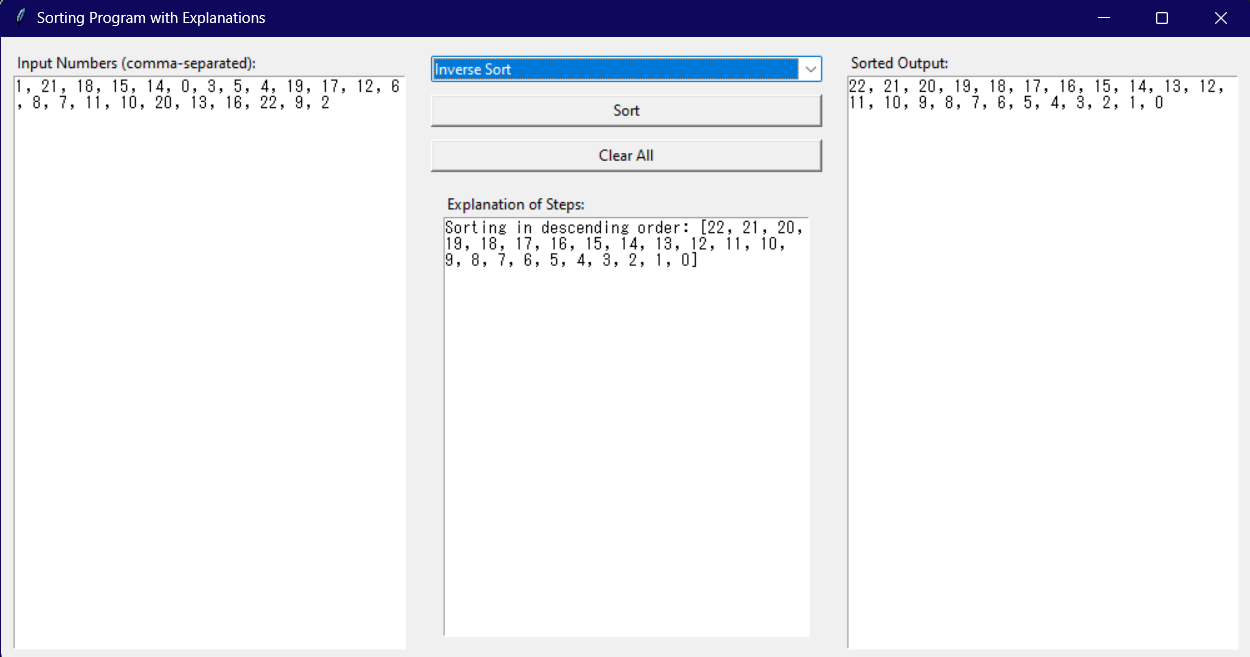 Sorting Program with Explanations
Input Numbers (comma-separated):
1, 21, 18, 15, 14, 0, 3, 5, 4, 19, 17, 12, 6
, 8, 7, 11, 10, 20, 13, 16, 22, 9, 2
Inverse Sort
Sort
Clear All
Explanation of Steps:
Sorting in descending order: [22, 21, 20,
19, 18, 17, 16, 15, 14, 13, 12, 11, 10,
9, 8, 7, 6, 5, 4, 3, 2, 1, 0]
Sorted Output:
22, 21, 20, 19, 18, 17, 16, 15, 14, 13, 12,
11, 10, 9, 8, 7, 6, 5, 4, 3, 2, 1, 0